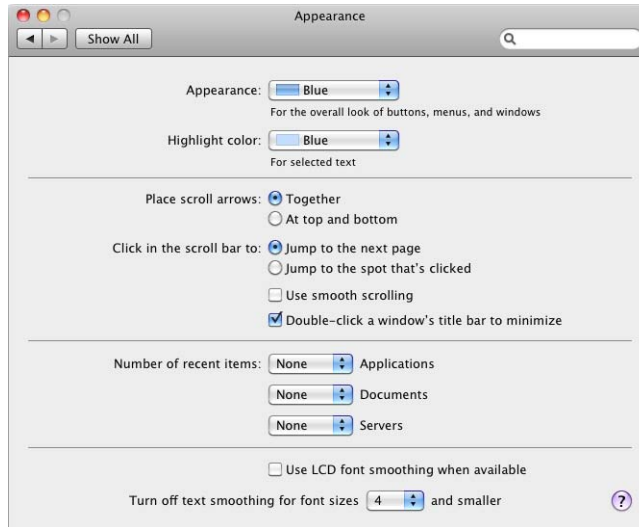 Appearance
Show All
Appearance: Blue
For the overall look of buttons, menus, and windows
Highlight color: Blue
For selected text
Place scroll arrows: Together
At top and bottom
Click in the scroll bar to: Jump to the next page
Jump to the spot that's clicked
Use smooth scrolling
Double-click a window's title bar to minimize
Number of recent items: None Applications
None Documents
None Servers
Use LCD font smoothing when available
Turn off text smoothing for font sizes 4 and smaller ?